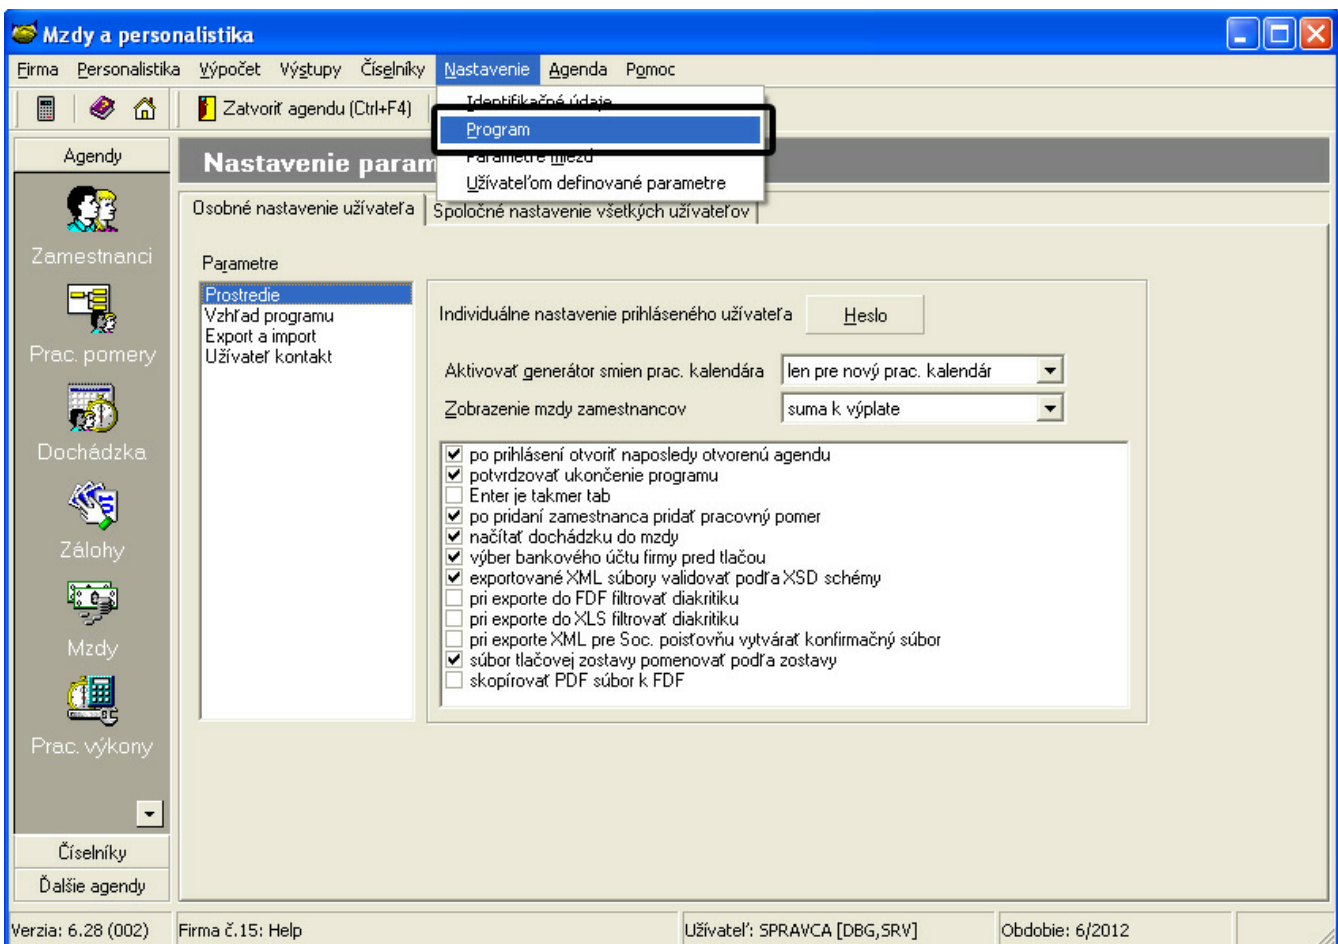 Mzdy a personalistika
Firma Personalistika Výpočet Výstupy Číselníky Nastavenie Agenda Pomoc
Zatvoriť agendu (Ctrl+F4)
Identifikačné údaje
Program
Parametre miezd
Užívateľom definované parametre
Agendy
Nastavenie param
Osobné nastavenie užívateľa
Spoločné nastavenie všetkých užívateľov
Zamestnanci
Prac. pomery
Dochádzka
Zálohy
Mzdy
Prac. výkony
Číselníky
Ďalšie agendy
Parametre
Prostredie
Vzhľad programu
Export a import
Užívateľ kontakt
Individuálne nastavenie prihláseného užívateľa Heslo
Aktivovať generátor smien prac. kalendára len pre nový prac. kalendár
Zobrazenie mzdy zamestnancov suma k výplate
po prihlásení otvoriť naposledy otvorenú agendu
potvrdzovať ukončenie programu
Enter je takmer tab
po pridaní zamestnanca pridať pracovný pomer
načítať dochádzku do mzdy
výber bankového účtu firmy pred tlačou
exportované XML súbory validovať podľa XSD schémy
pri exporte do FDF filtrovať diakritiku
pri exporte do XLS filtrovať diakritiku
pri exporte XML pre Soc. poisťovňu vytvárať konfirmačný súbor
súbor tlačovej zostavy pomenovať podľa zostavy
skopírovať PDF súbor k FDF
Verzia: 6.28 (002) Firma č.15: Help Užívateľ: SPRAVCA [DBG,SRV] Obdobie: 6/2012